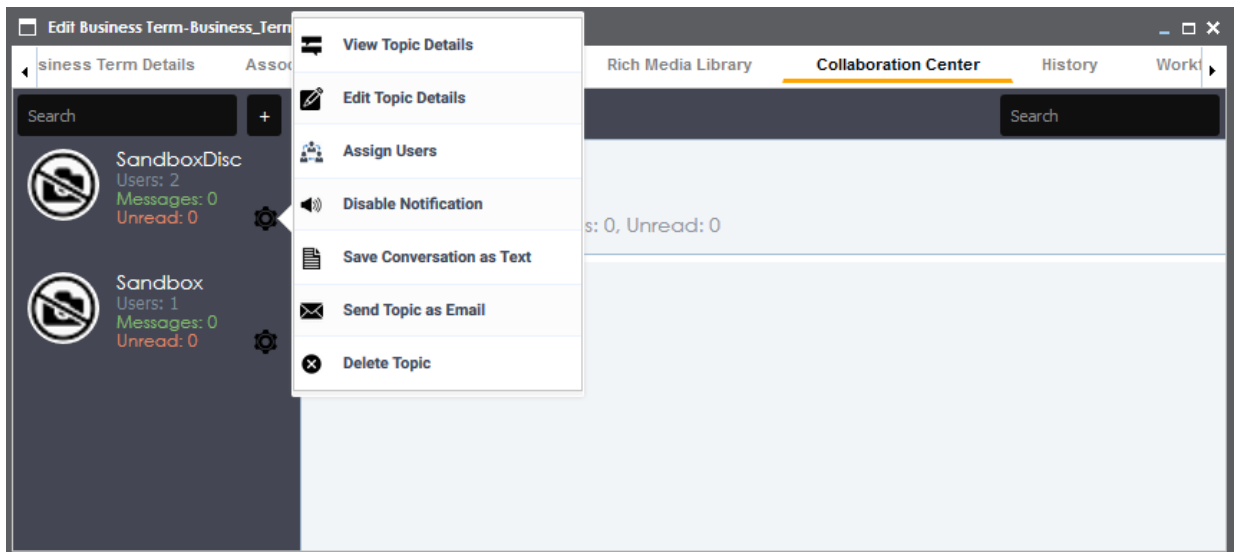 Edit Business Term-Business_Term
siness Term Details Assoc Rich Media Library Collaboration Center History Workf
Search + Search
SandboxDisc
Users: 2
Messages: 0
Unread: 0
Sandbox
Users: 1
Messages: 0
Unread: 0
View Topic Details
Edit Topic Details
Assign Users
Disable Notification
Save Conversation as Text
Send Topic as Email
Delete Topic
s: 0, Unread: 0